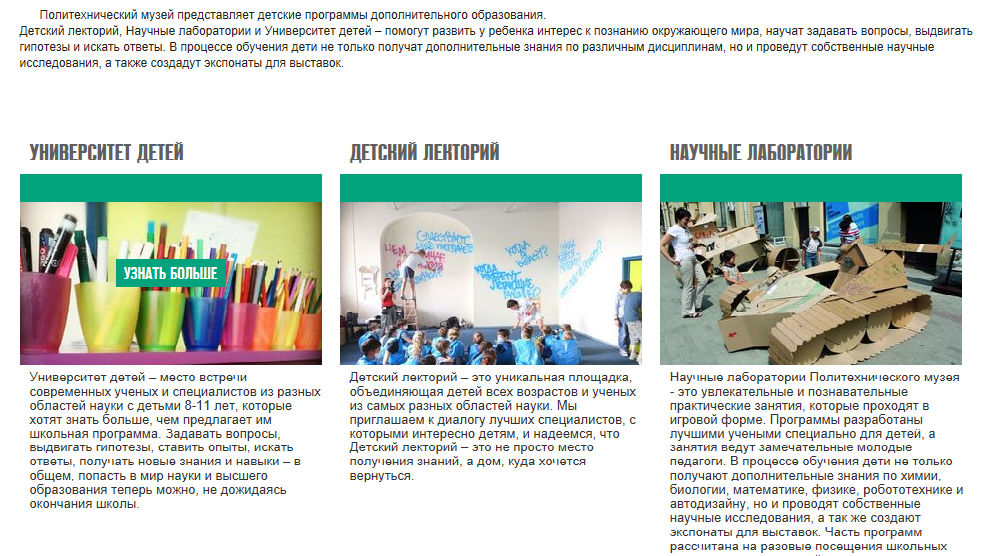 Политехнический музей представляет детские программы дополнительного образования.
Детский лекторий, Научные лаборатории и Университет детей – помогут развить у ребенка интерес к познанию окружающего мира, научат задавать вопросы, выдвигать
гипотезы и искать ответы. В процессе обучения дети не только получат дополнительные знания по различным дисциплинам, но и проведут собственные научные
исследования, а также создадут экспонаты для выставок.
УНИВЕРСИТЕТ ДЕТЕЙ
УЗНАТЬ БОЛЬШЕ
Университет детей – место встречи
современных ученых и специалистов из разных
областей науки с детьми 8-11 лет, которые
хотят знать больше, чем предлагает им
школьная программа. Задавать вопросы,
выдвигать гипотезы, ставить опыты, искать
ответы, получать новые знания и навыки – в
общем, попасть в мир науки и высшего
образования теперь можно, не дожидаясь
окончания школы.
ДЕТСКИЙ ЛЕКТОРИЙ
Детский лекторий – это уникальная площадка,
объединяющая детей всех возрастов и ученых
из самых разных областей науки. Мы
приглашаем к диалогу лучших специалистов, с
которыми интересно детям, и надеемся, что
Детский лекторий – это не просто место
получения знаний, а дом, куда хочется
вернуться.
НАУЧНЫЕ ЛАБОРАТОРИИ
Научные лаборатории Политехнического музея
- это увлекательные и познавательные
практические занятия, которые проходят в
игровой форме. Программы разработаны
лучшими учеными специально для детей, а
занятия ведут замечательные молодые
педагоги. В процессе обучения дети не только
получают дополнительные знания по химии,
биологии, математике, физике, робототехнике и
автодизайну, но и проводят собственные
научные исследования, а так же создают
экспонаты для выставок. Часть программ
рассчитана на разовые посещения школьных